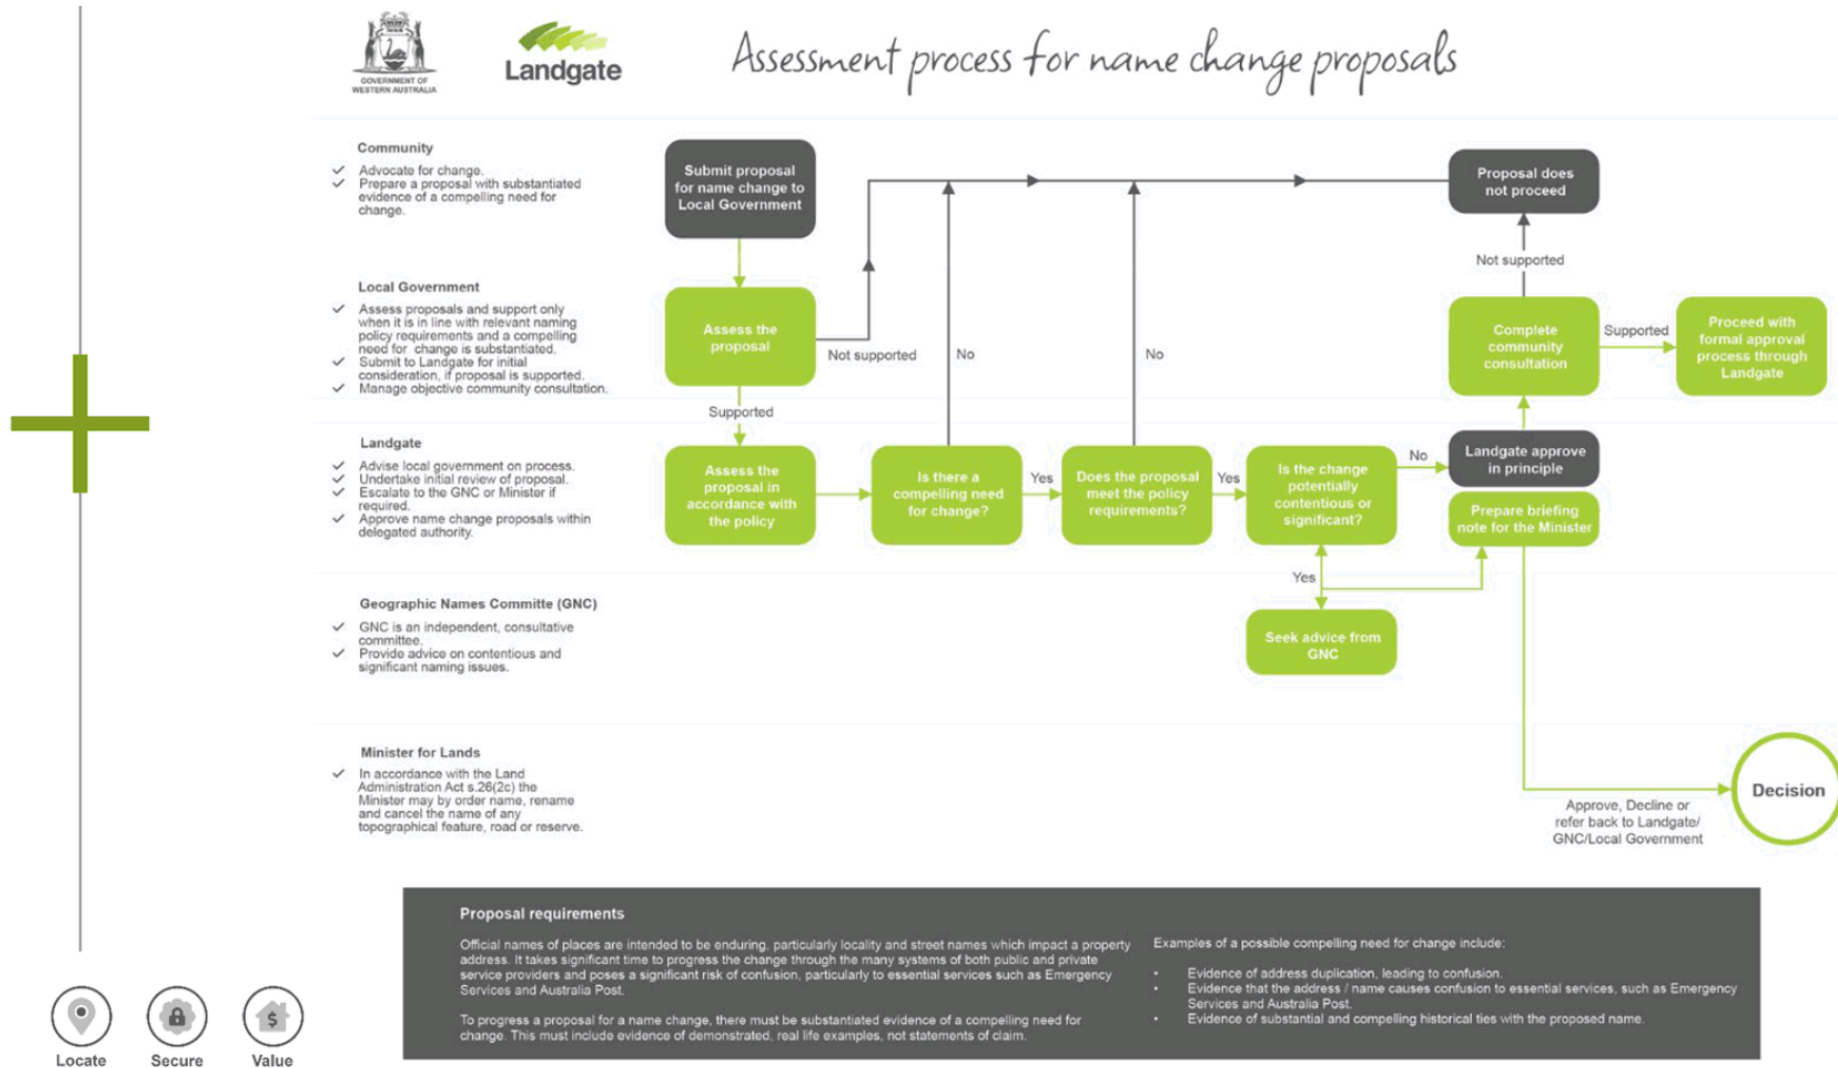 GOVERNMENT OF
WESTERN AUSTRALIA
Landgate
Assessment process for name change proposals
Community
Advocate for change.
Prepare a proposal with substantiated
evidence of a compelling need for
change.
Submit proposal
for name change to
Local Government
Proposal does
not proceed
Not supported
Local Government
Assess proposals and support only
when it is in line with relevant naming
policy requirements and a compelling
need for change is substantiated.
Submit to Landgate for initial
consideration, if proposal is supported.
Manage objective community consultation.
Assess the
proposal
Not supported
No
No
Complete
community
consultation
Supported
Proceed with
formal approval
process through
Landgate
Supported
Landgate
Advise local government on process.
Undertake initial review of proposal.
Escalate to the GNC or Minister if
required.
Approve name change proposals within
delegated authority.
Assess the
proposal in
accordance with
the policy
Is there a
compelling need
for change?
Yes
Does the proposal
meet the policy
requirements?
Yes
Is the change
potentially
contentious or
significant?
No
Landgate approve
in principle
Prepare briefing
note for the Minister
Yes
Geographic Names Committe (GNC)
GNC is an independent, consultative
committee.
Provide advice on contentious and
significant naming issues.
Seek advice from
GNC
Minister for Lands
In accordance with the Land
Administration Act s.26(2c) the
Minister may by order name, rename
and cancel the name of any
topographical feature, road or reserve.
Decision
Approve, Decline or
refer back to Landgate/
GNC/Local Government
Proposal requirements
Official names of places are intended to be enduring, particularly locality and street names which impact a property
address. It takes significant time to progress the change through the many systems of both public and private
service providers and poses a significant risk of confusion, particularly to essential services such as Emergency
Services and Australia Post.
To progress a proposal for a name change, there must be substantiated evidence of a compelling need for
change. This must include evidence of demonstrated, real life examples, not statements of claim.
Examples of a possible compelling need for change include:
• Evidence of address duplication, leading to confusion.
• Evidence that the address / name causes confusion to essential services, such as Emergency
Services and Australia Post.
• Evidence of substantial and compelling historical ties with the proposed name.
$
Locate
Secure
Value